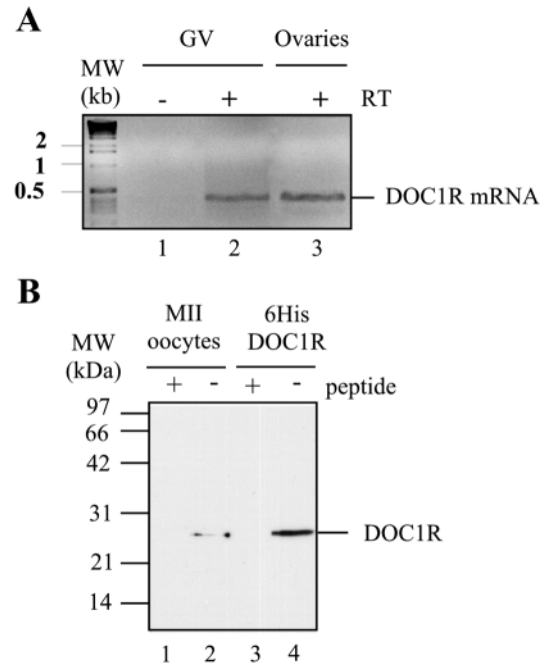 A
GV Ovaries
MW
(kb)
- + + RT
2
1
0.5
DOC1R mRNA
1 2 3
B
MII
oocytes
6His
DOC1R
MW
(kDa)
+ - + - peptide
97
66
42
31
DOC1R
21
14
1 2 3 4